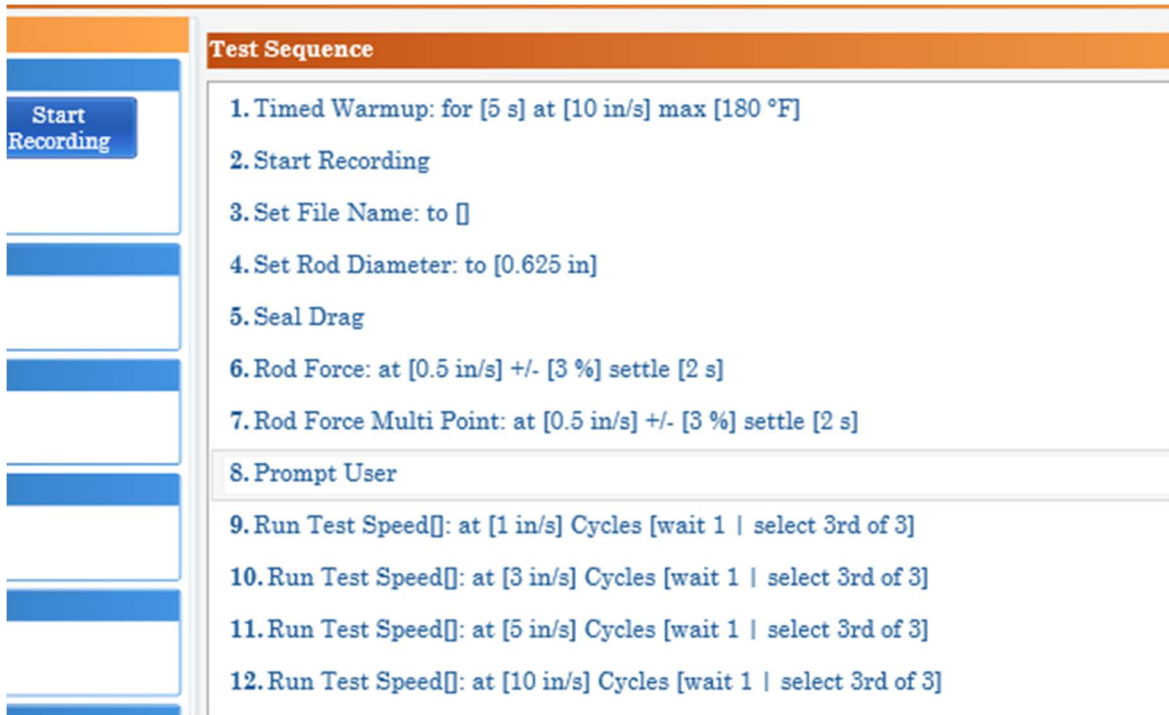 Test Sequence
Start
Recording
1. Timed Warmup: for [5 s] at [10 in/s] max [180 °F]
2. Start Recording
3. Set File Name: to []
4. Set Rod Diameter: to [0.625 in]
5. Seal Drag
6. Rod Force: at [0.5 in/s] +/- [3 %] settle [2 s]
7. Rod Force Multi Point: at [0.5 in/s] +/- [3 %] settle [2 s]
8. Prompt User
9. Run Test Speed[]: at [1 in/s] Cycles [wait 1 | select 3rd of 3]
10. Run Test Speed[]: at [3 in/s] Cycles [wait 1 | select 3rd of 3]
11. Run Test Speed[]: at [5 in/s] Cycles [wait 1 | select 3rd of 3]
12. Run Test Speed[]: at [10 in/s] Cycles [wait 1 | select 3rd of 3]